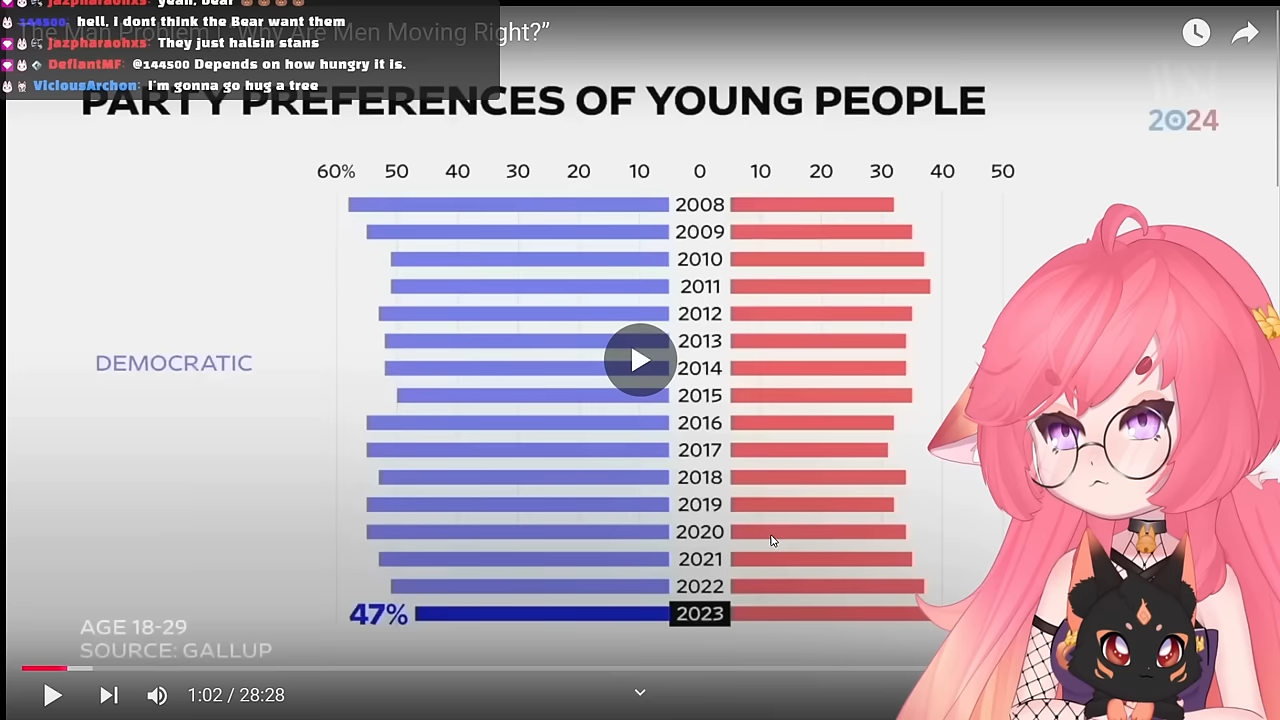 jazpharaohxs: yeah, bear
144500: hell, I dont think the Bear want them
jazpharaohxs: They just halsin stans
DefiantMF: @144500 Depends on how hungry it is.
ViciousArchon: I'm gonna go hug a tree
The Man Problem: "Why Are Men Moving Right?”
PARTY PREFERENCES OF YOUNG PEOPLE
2024
60% 50 40 30 20 10 0 10 20 30 40 50
2008
2009
2010
2011
2012
2013
DEMOCRATIC
2014
2015
2016
2017
2018
2019
2020
2021
2022
47% 2023
AGE 18-29
SOURCE: GALLUP
1:02 / 28:28